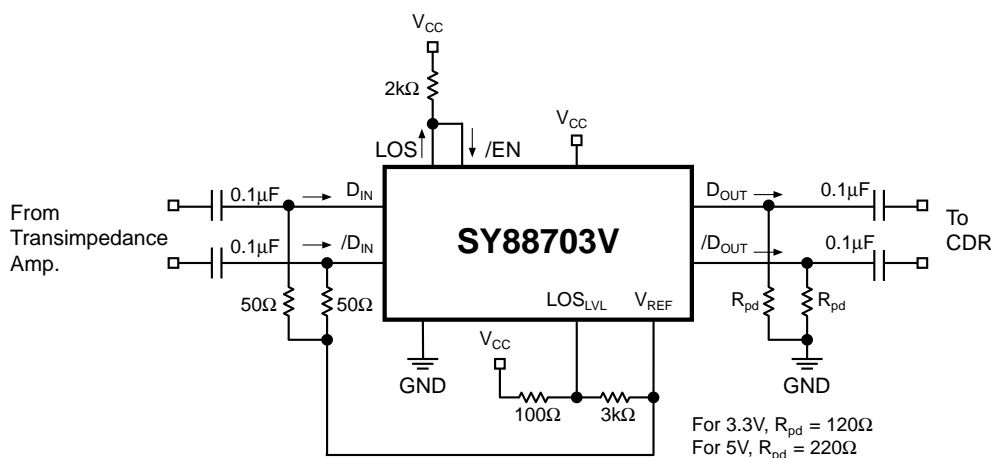 VCC
2kΩ
VCC
LOS
/EN
0.1µF
DIN
DOUT
0.1µF
From
Transimpedance
Amp.
To
CDR
0.1µF
/DIN
SY88703V
/DOUT
0.1µF
50Ω
50Ω
LOSLVL
VREF
Rpd
Rpd
VCC
GND
GND
100Ω
3kΩ
For 3.3V, Rpd = 120Ω
For 5V, Rpd = 220Ω